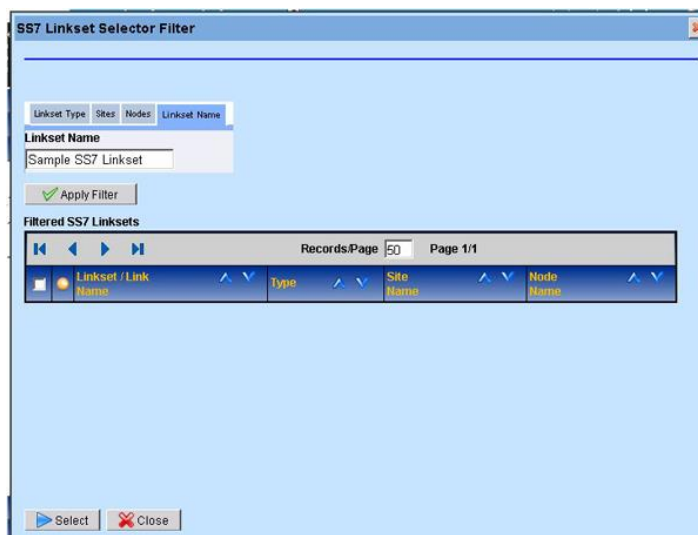 SS7 Linkset Selector Filter
Linkset Type Sites Nodes Linkset Name
Linkset Name
Sample SS7 Linkset
Apply Filter
Filtered SS7 Linksets
Records/Page 50 Page 1/1
Linkset / Link Name Type Site Name Node Name
Select Close